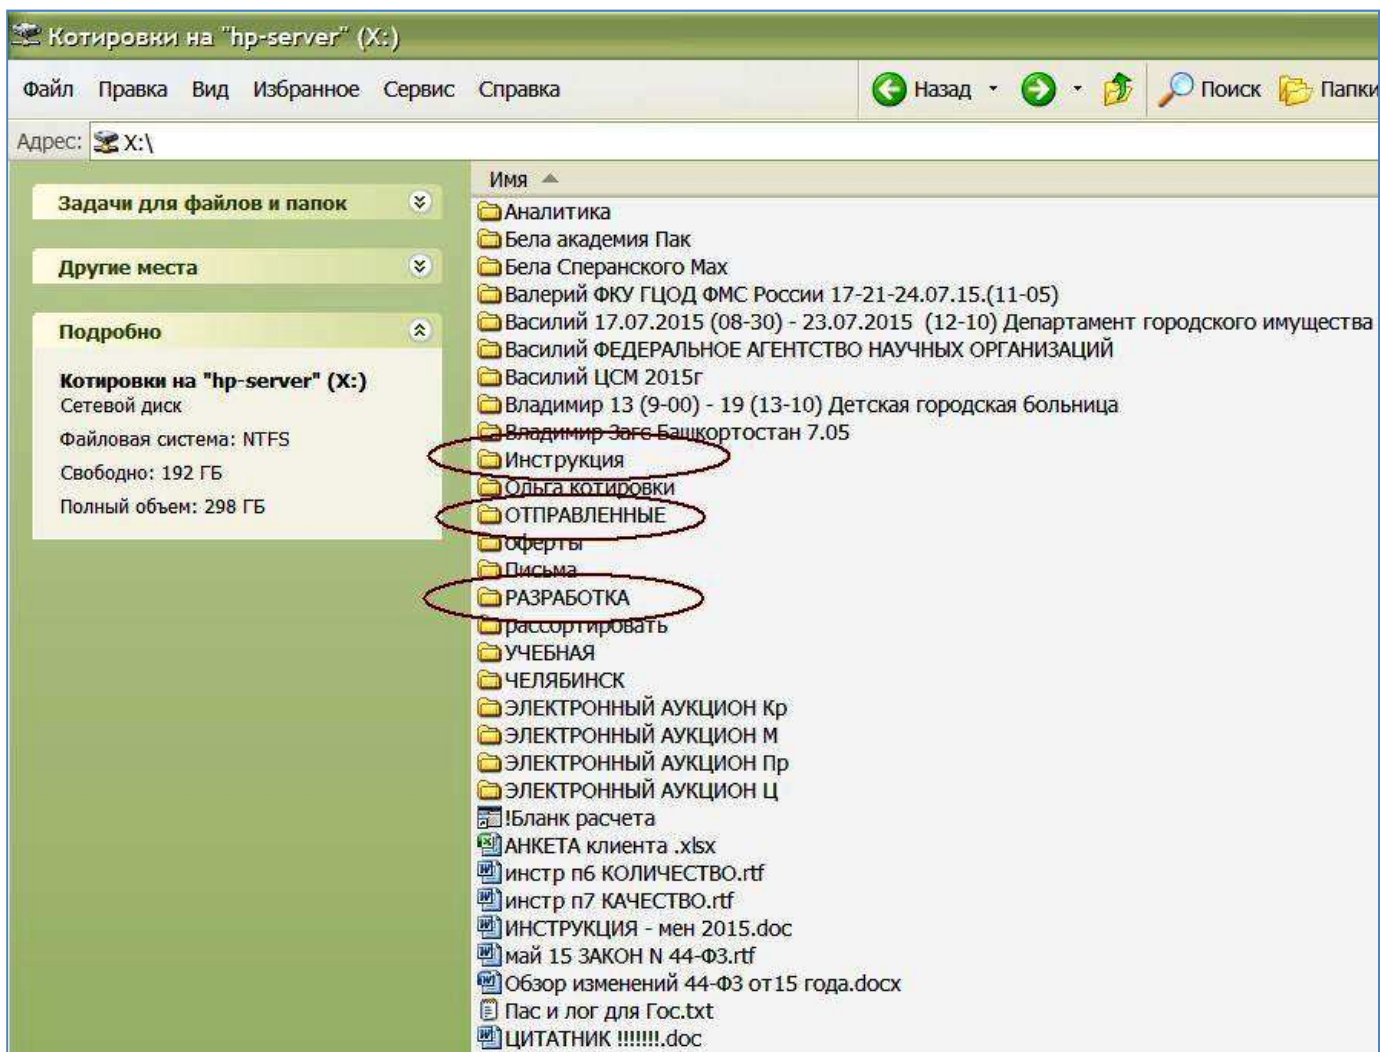 Котировки на "hp-server" (X:)
Файл Правка Вид Избранное Сервис Справка Назад Поиск Папки
Адрес: X:\
Задачи для файлов и папок
Другие места
Подробно
Котировки на "hp-server" (X:)
Сетевой диск
Файловая система: NTFS
Свободно: 192 ГБ
Полный объем: 298 ГБ
Имя
Аналитика
Бела академия Пак
Бела Сперанского Мах
Валерий ФКУ ГЦОД ФМС России 17-21-24.07.15.(11-05)
Василий 17.07.2015 (08-30) - 23.07.2015 (12-10) Департамент городского имущества
Василий ФЕДЕРАЛЬНОЕ АГЕНТСТВО НАУЧНЫХ ОРГАНИЗАЦИЙ
Василий ЦСМ 2015г
Владимир 13 (9-00) - 19 (13-10) Детская городская больница
Владимир Загс Башкортостан 7.05
Инструкция
Ольга котировки
ОТПРАВЛЕННЫЕ
оферты
Письма
РАЗРАБОТКА
рассортировать
УЧЕБНАЯ
ЧЕЛЯБИНСК
ЭЛЕКТРОННЫЙ АУКЦИОН Кр
ЭЛЕКТРОННЫЙ АУКЦИОН М
ЭЛЕКТРОННЫЙ АУКЦИОН Пр
ЭЛЕКТРОННЫЙ АУКЦИОН Ц
!Бланк расчета
АНКЕТА клиента .xlsx
инстр п6 КОЛИЧЕСТВО.rtf
инстр п7 КАЧЕСТВО.rtf
ИНСТРУКЦИЯ - мен 2015.doc
май 15 ЗАКОН N 44-ФЗ.rtf
Обзор изменений 44-ФЗ от15 года.docx
Пас и лог для Гос.txt
ЦИТАТНИК !!!!!!!.doc